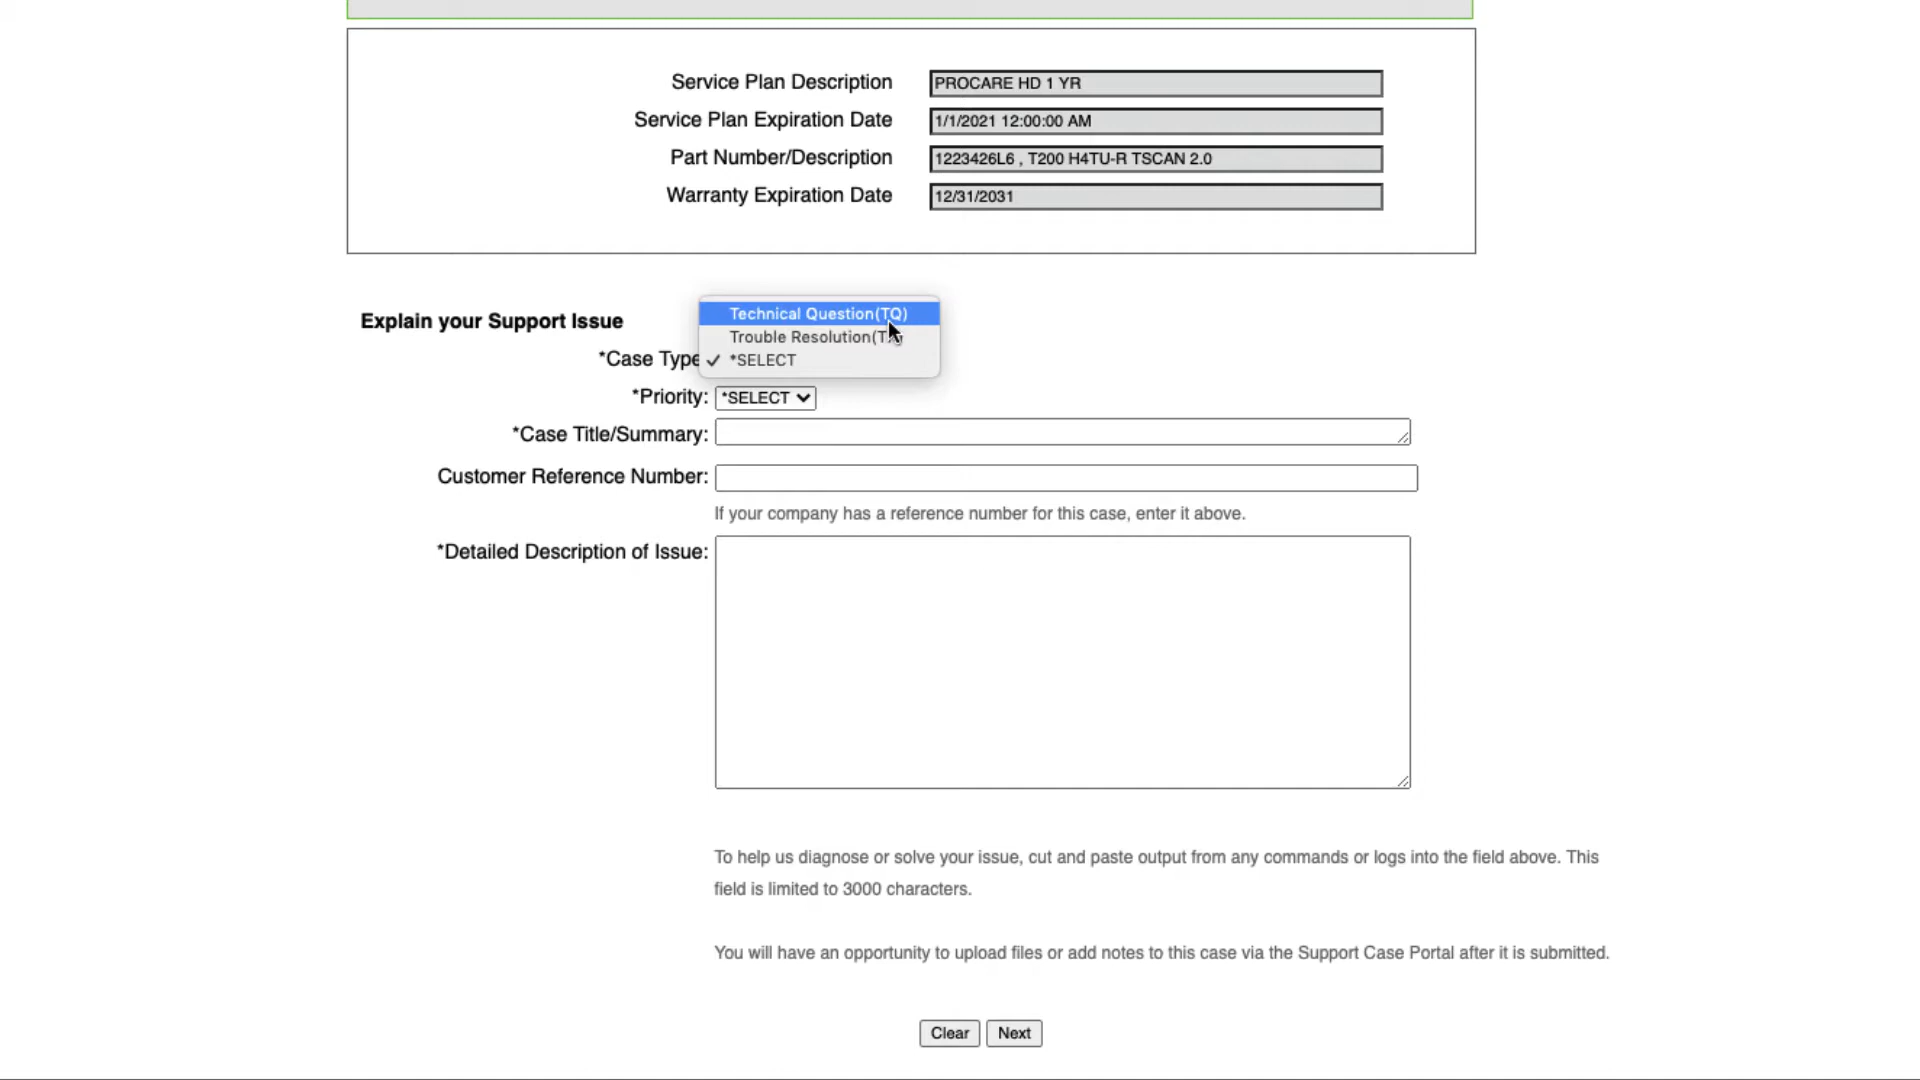 Service Plan Description PROCARE HD 1 YR
Service Plan Expiration Date 1/1/2021 12:00:00 AM
Part Number/Description 1223426L6 , T200 H4TU-R TSCAN 2.0
Warranty Expiration Date 12/31/2031
Explain your Support Issue
Technical Question(TQ)
Trouble Resolution(T
*Case Type ✓ *SELECT
*Priority: *SELECT
*Case Title/Summary:
Customer Reference Number:
If your company has a reference number for this case, enter it above.
*Detailed Description of Issue:
To help us diagnose or solve your issue, cut and paste output from any commands or logs into the field above. This
field is limited to 3000 characters.
You will have an opportunity to upload files or add notes to this case via the Support Case Portal after it is submitted.
Clear Next